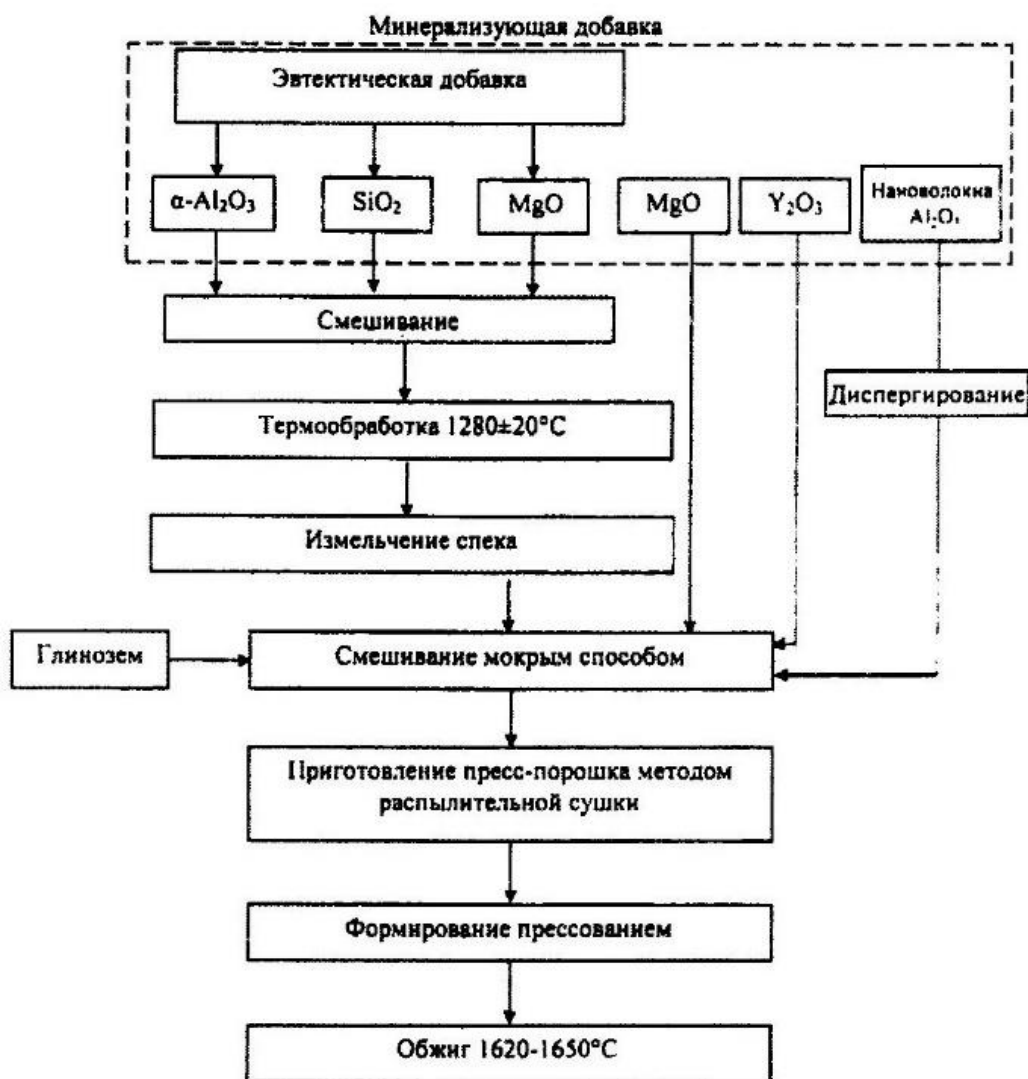 Минерализующая добавка
Эвтектическая добавка
α-Al₂O₃
SiO₂
MgO
MgO
Y₂O₃
Нановолокна
Al₂O₃
Смешивание
Диспергирование
Термообработка 1280±20°C
Измельчение спека
Глинозем
Смешивание мокрым способом
Приготовление пресс-порошка методом
распылительной сушки
Формирование прессованием
Обжиг 1620-1650°C